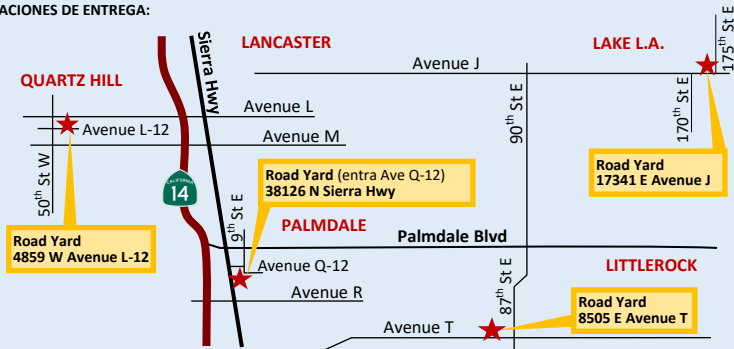 ACIONES DE ENTREGA:
LANCASTER
LAKE L.A.
175th St E
Sierra Hwy
Avenue J
QUARTZ HILL
Avenue L
90th St E
170th St E
Avenue L-12
Avenue M
50th St W
CALIFORNIA
14
Road Yard (entra Ave Q-12)
38126 N Sierra Hwy
Road Yard
17341 E Avenue J
9th St E
PALMDALE
Road Yard
4859 W Avenue L-12
Palmdale Blvd
Avenue Q-12
LITTLEROCK
87th St E
Avenue R
Road Yard
8505 E Avenue T
Avenue T